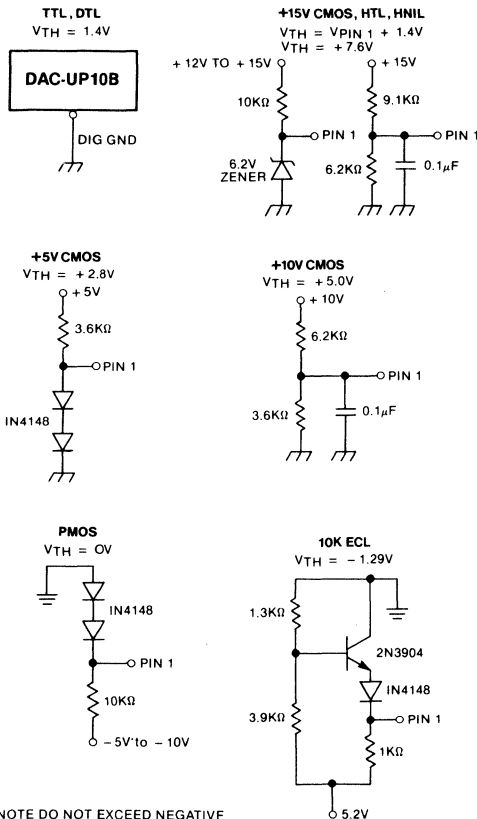 TTL, DTL
VTH = 1.4V
DAC-UP10B
DIG GND
+15V CMOS, HTL, HNIL
VTH = VPIN 1 + 1.4V
VTH = +7.6V
+ 12V TO + 15V
10KΩ
PIN 1
6.2V
ZENER
+ 15V
9.1KΩ
PIN 1
6.2KΩ
0.1µF
+5V CMOS
VTH = +2.8V
+ 5V
3.6KΩ
PIN 1
IN4148
+10V CMOS
VTH = +5.0V
+ 10V
6.2KΩ
PIN 1
3.6KΩ
0.1µF
PMOS
VTH = OV
IN4148
PIN 1
10KΩ
- 5V to - 10V
10K ECL
VTH = - 1.29V
1.3KΩ
2N3904
IN4148
3.9KΩ
PIN 1
1KΩ
5.2V
NOTE DO NOT EXCEED NEGATIVE